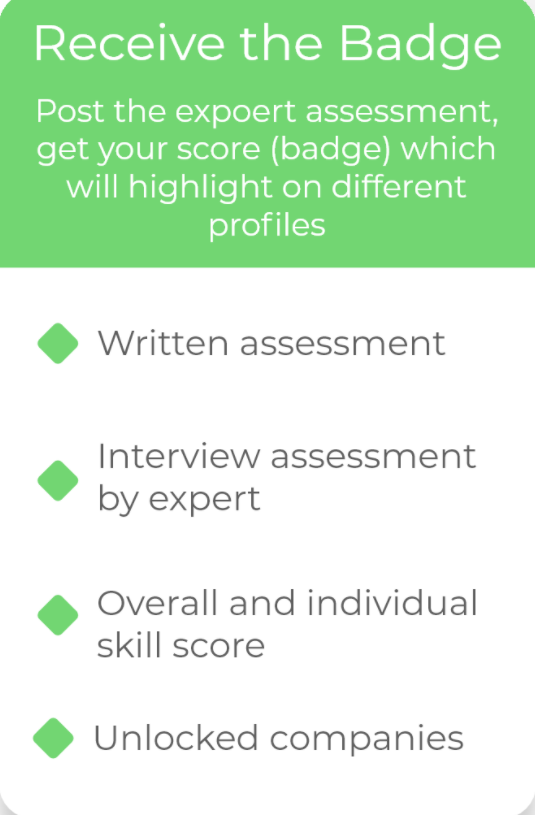 Receive the Badge
Post the expoert assessment,
get your score (badge) which
will highlight on different
profiles
Written assessment
Interview assessment
by expert
Overall and individual
skill score
Unlocked companies